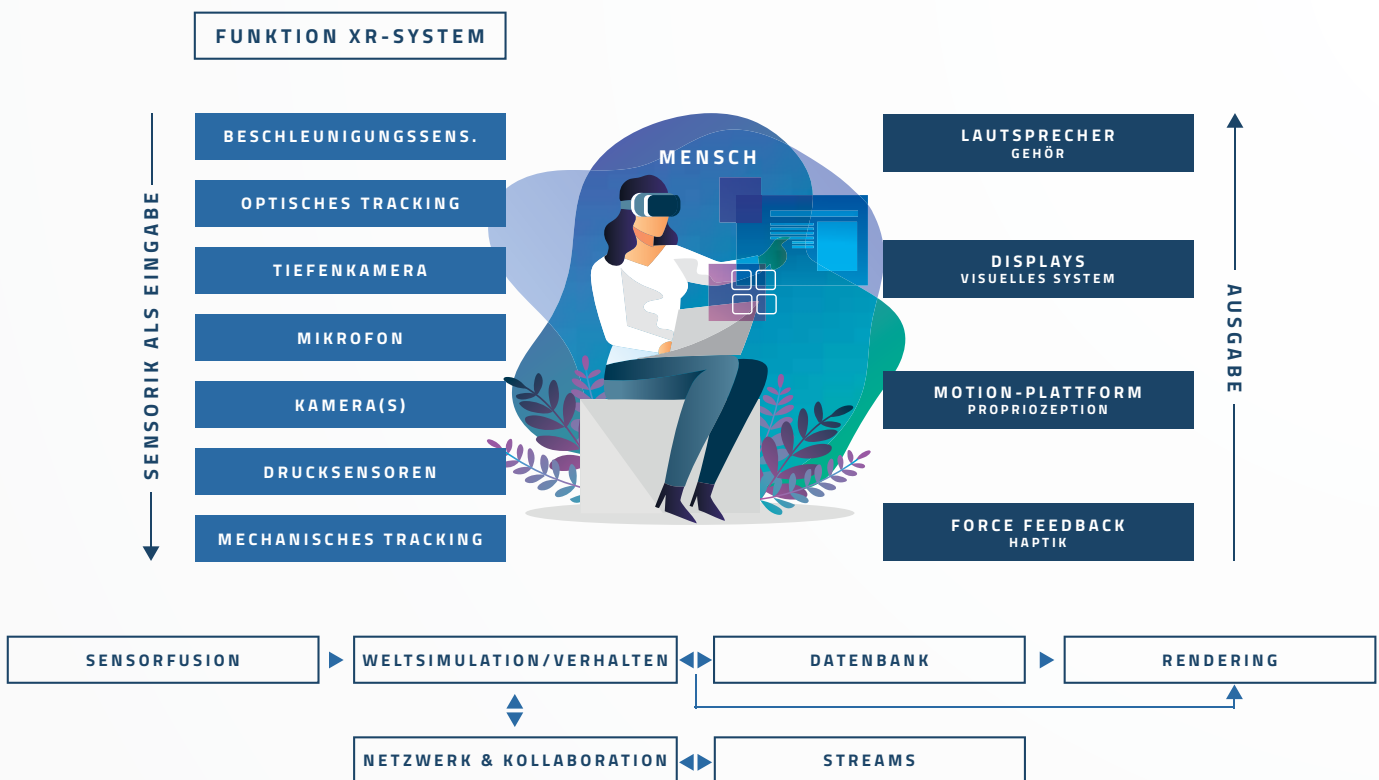 FUNKTION XR-SYSTEM
SENSORIK ALS EINGABE
BESCHLEUNIGUNGSSENS.
OPTISCHES TRACKING
TIEFENKAMERA
MIKROFON
KAMERA(S)
DRUCKSENSOREN
MECHANISCHES TRACKING
MENSCH
LAUTSPRECHER
GEHÖR
DISPLAYS
VISUELLES SYSTEM
MOTION-PLATTFORM
PROPRIOZEPTION
FORCE FEEDBACK
HAPTIK
AUSGABE
SENSORFUSION
WELTSIMULATION/VERHALTEN
DATENBANK
RENDERING
NETZWERK & KOLLABORATION
STREAMS